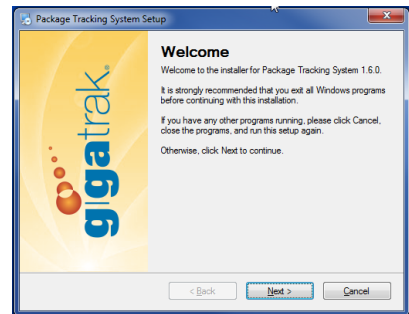 Package Tracking System Setup
Welcome
Welcome to the installer for Package Tracking System 1.6.0.
It is strongly recommended that you exit all Windows programs
before continuing with this installation.
If you have any other programs running, please click Cancel,
close the programs, and run this setup again.
Otherwise, click Next to continue.
gigatrak.
< Back
Next >
Cancel